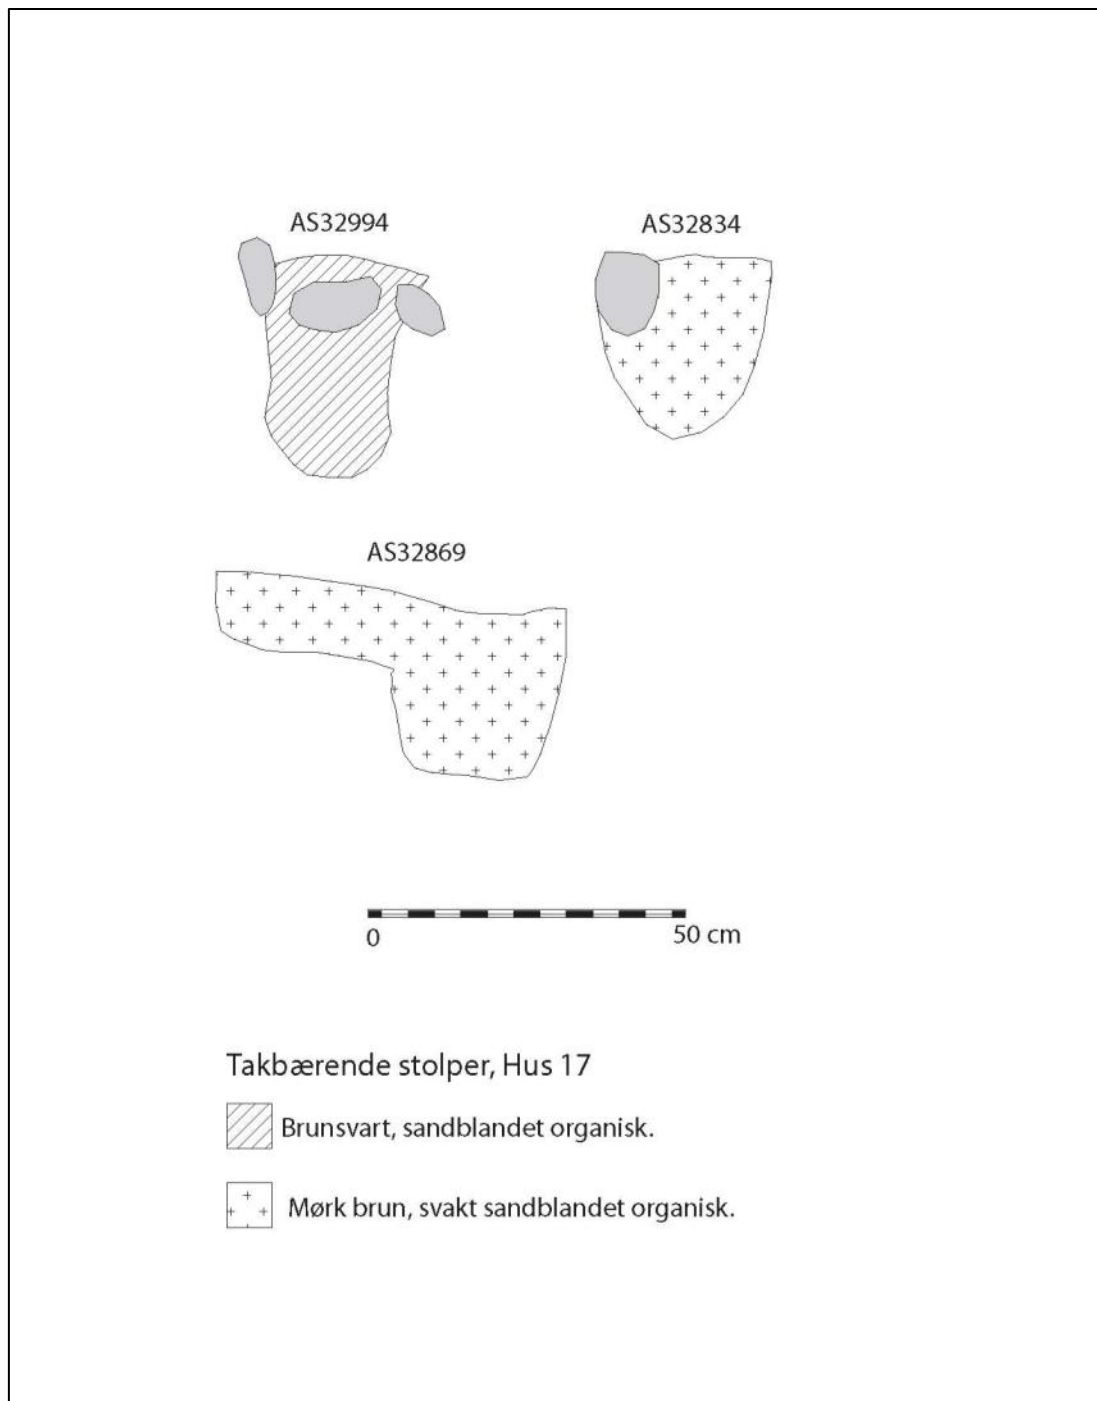 AS32994
AS32834
AS32869
0
50 cm
Takbærende stolper, Hus 17
Brunsvart, sandblandet organisk.
Mørk brun, svakt sandblandet organisk.